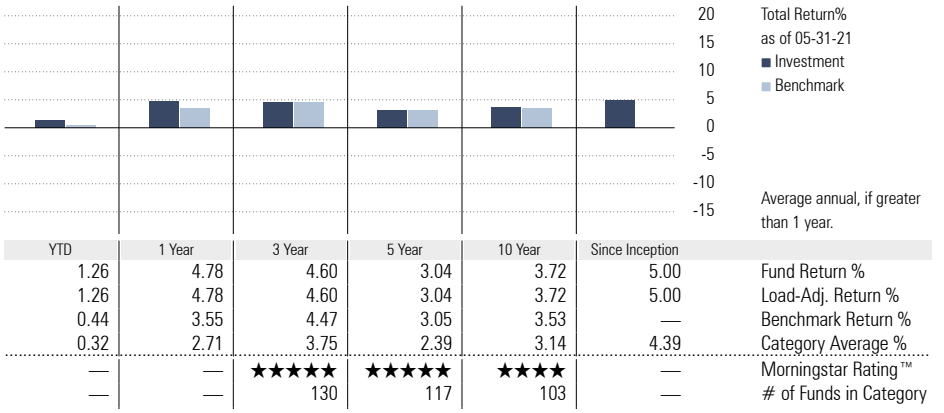 20 Total Return%
15 as of 05-31-21
10 ■ Investment
■ Benchmark
5
0
-5
-10
Average annual, if greater
-15
than 1 year.
YTD 1 Year 3 Year 5 Year 10 Year Since Inception
1.26 4.78 4.60 3.04 3.72 5.00 Fund Return %
1.26 4.78 4.60 3.04 3.72 5.00 Load-Adj. Return %
0.44 3.55 4.47 3.05 3.53 — Benchmark Return %
0.32 2.71 3.75 2.39 3.14 4.39 Category Average %
— — ★★★★★ ★★★★★ ★★★★ — Morningstar Rating™
— — 130 117 103 — # of Funds in Category